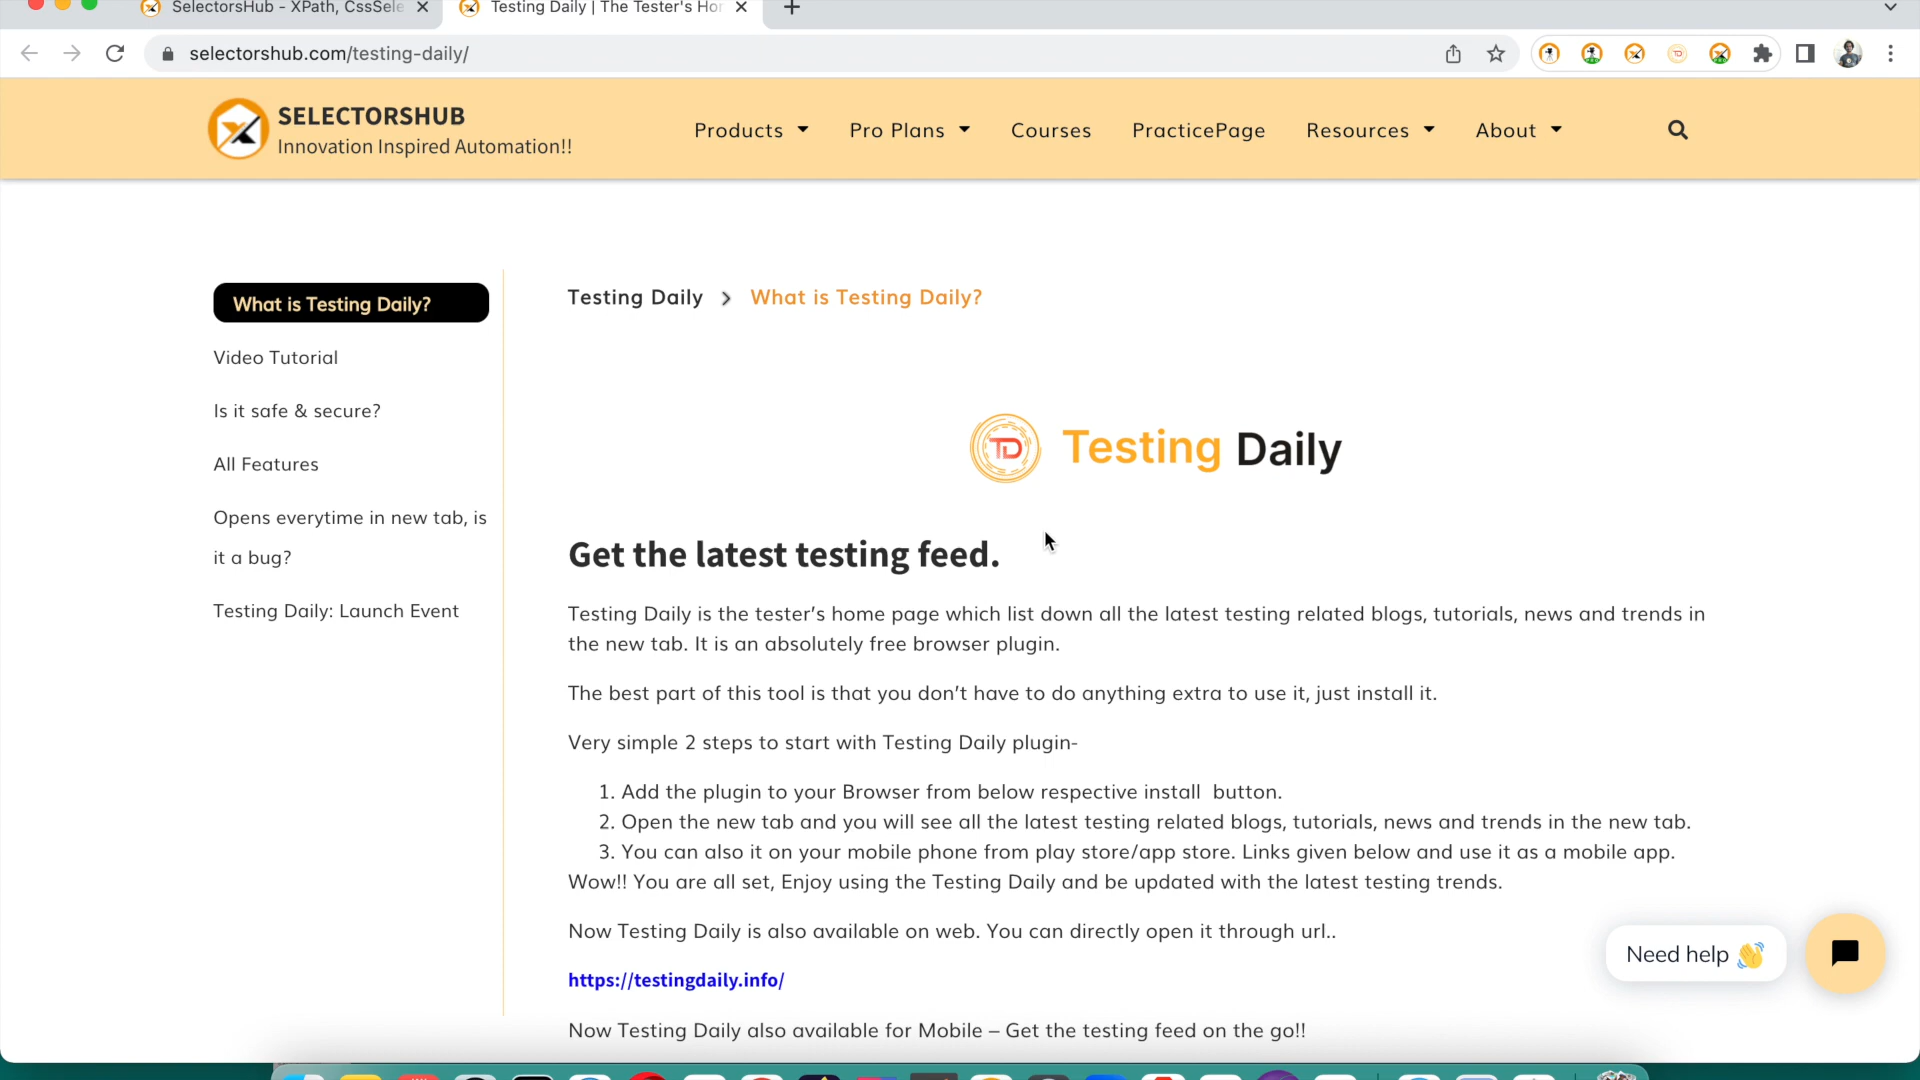 SelectorsHub - XPath, CssSele
Testing Daily | The Tester's Hor
selectorshub.com/testing-daily/
SELECTORSHUB
Innovation Inspired Automation!!
Products
Pro Plans
Courses
PracticePage
Resources
About
What is Testing Daily?
Video Tutorial
Is it safe & secure?
All Features
Opens everytime in new tab, is
it a bug?
Testing Daily: Launch Event
Testing Daily > What is Testing Daily?
TD Testing Daily
Get the latest testing feed.
Testing Daily is the tester’s home page which list down all the latest testing related blogs, tutorials, news and trends in
the new tab. It is an absolutely free browser plugin.
The best part of this tool is that you don’t have to do anything extra to use it, just install it.
Very simple 2 steps to start with Testing Daily plugin-
1. Add the plugin to your Browser from below respective install button.
2. Open the new tab and you will see all the latest testing related blogs, tutorials, news and trends in the new tab.
3. You can also it on your mobile phone from play store/app store. Links given below and use it as a mobile app.
Wow!! You are all set, Enjoy using the Testing Daily and be updated with the latest testing trends.
Now Testing Daily is also available on web. You can directly open it through url..
https://testingdaily.info/
Now Testing Daily also available for Mobile – Get the testing feed on the go!!
Need help 👋